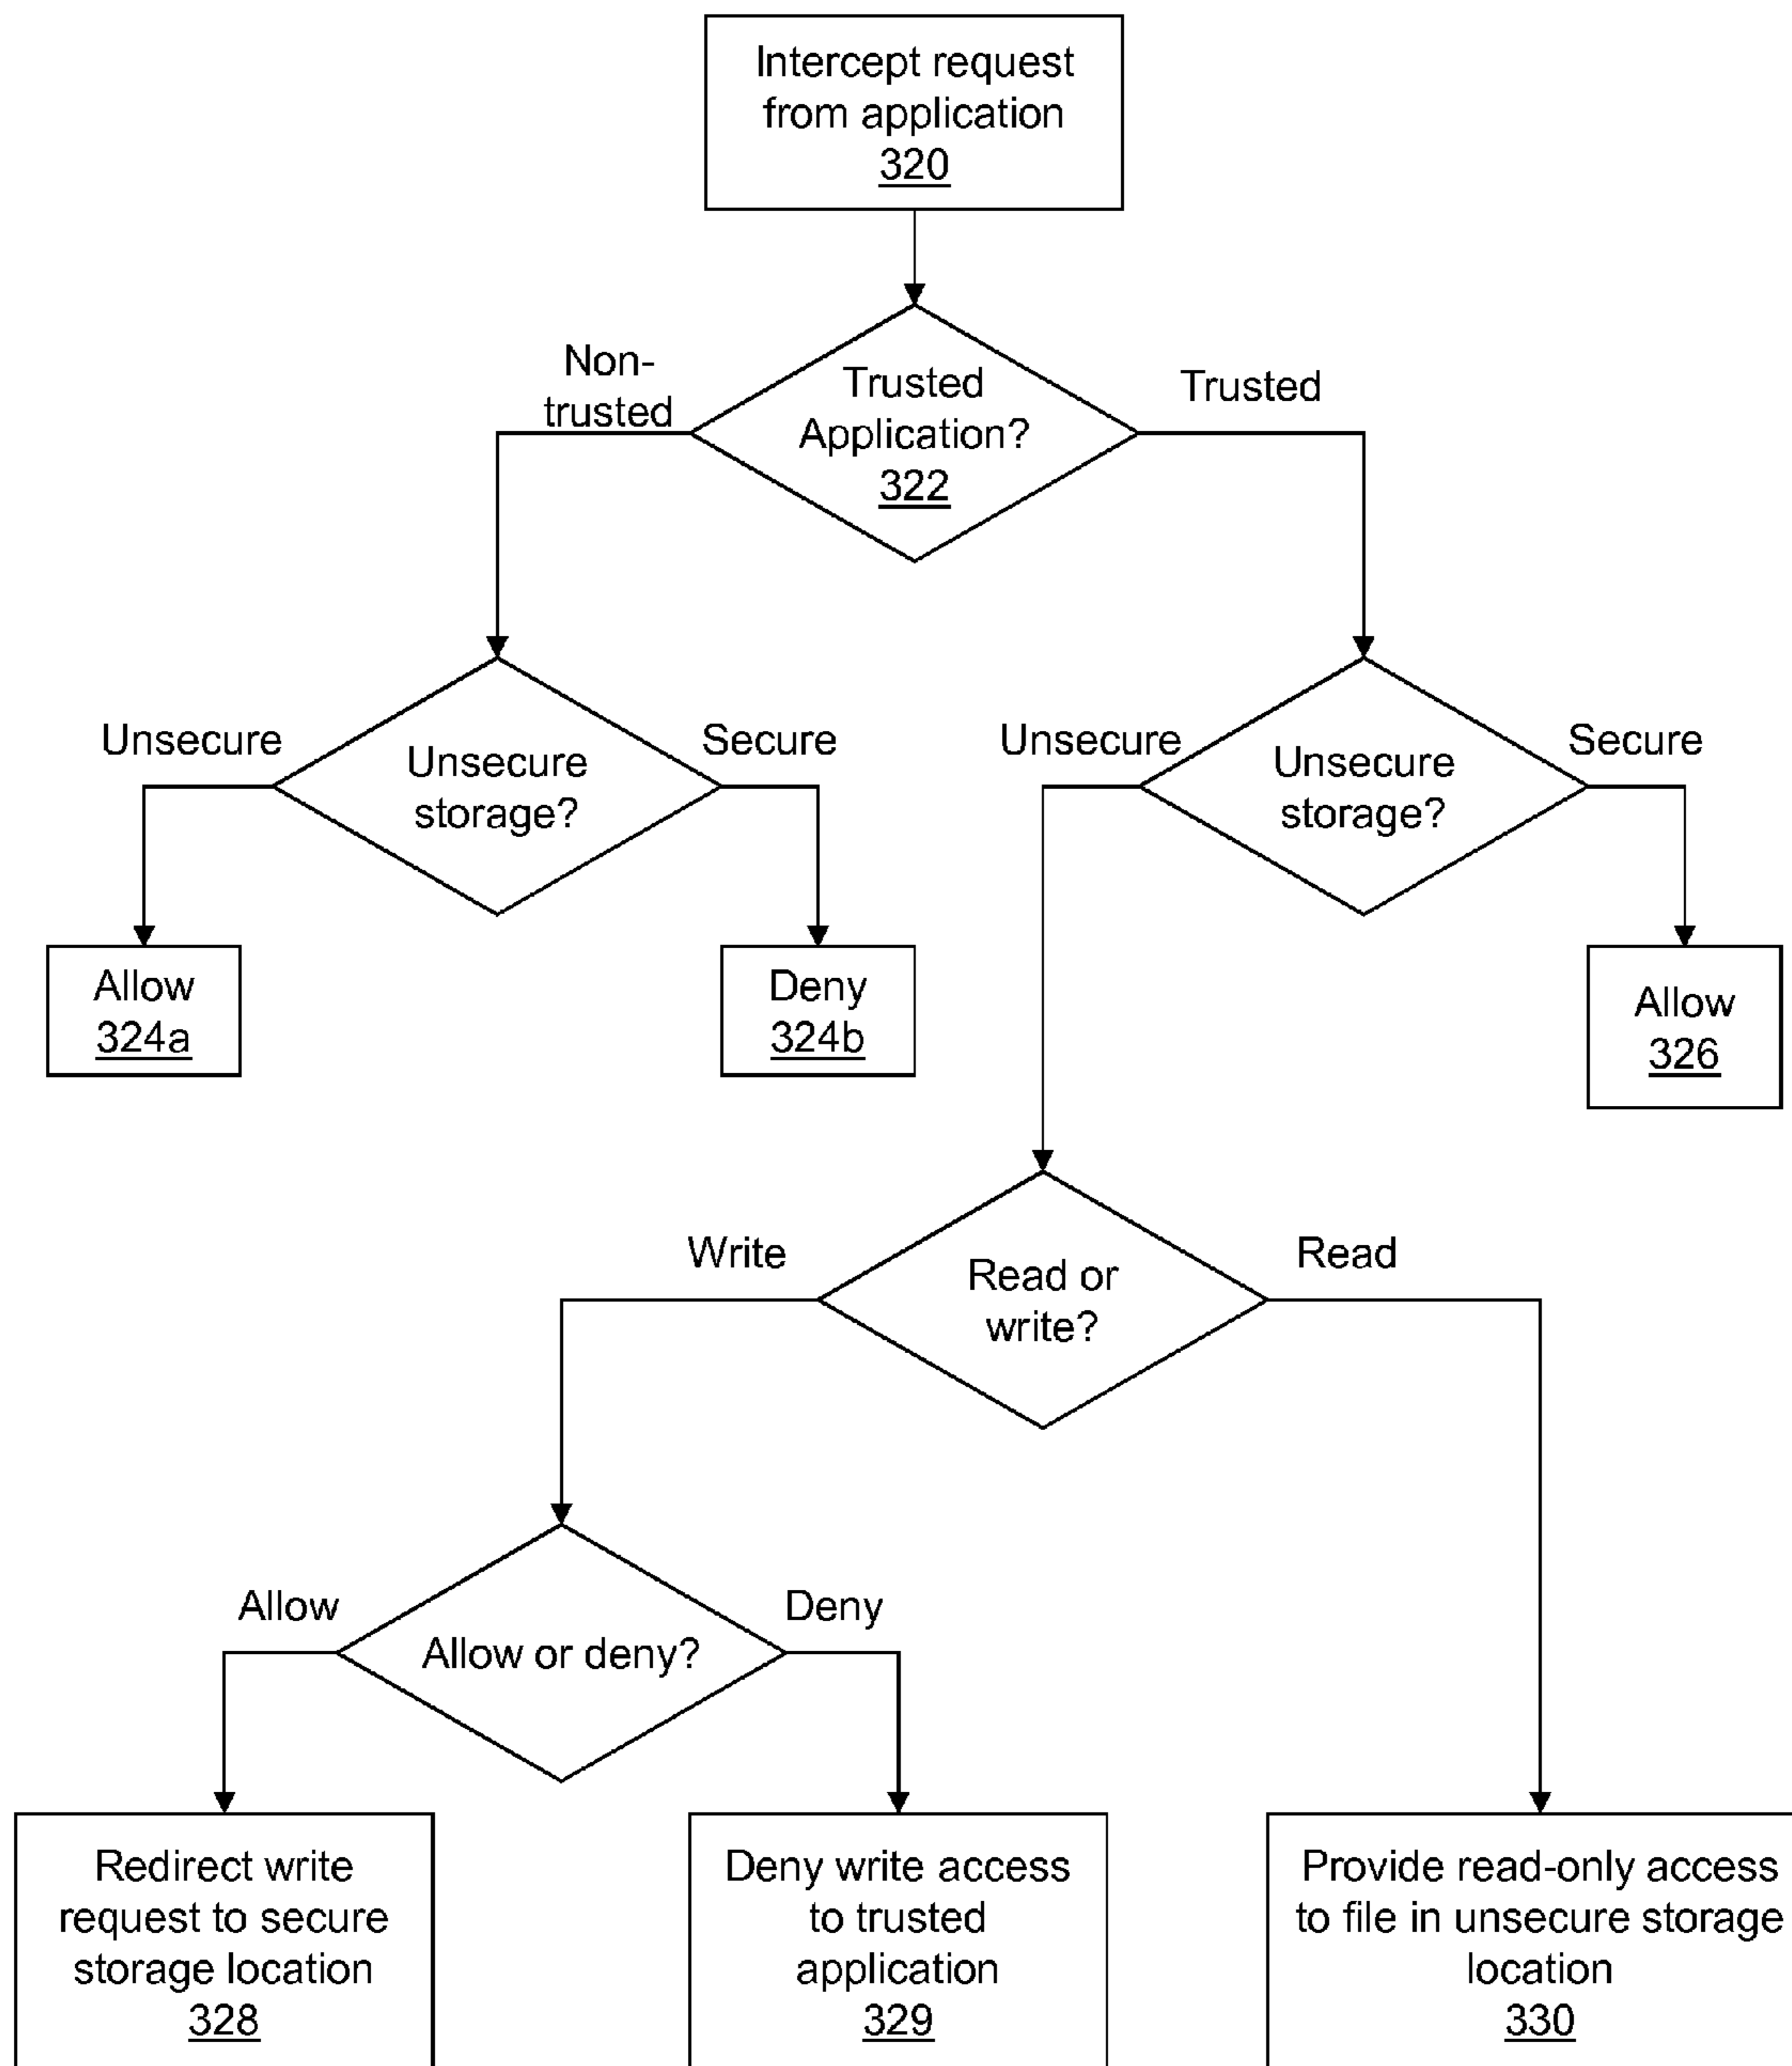 Intercept request
from application
320
Non-
trusted
Trusted
Application?
322
Trusted
Unsecure
Unsecure
storage?
Secure
Unsecure
Unsecure
storage?
Secure
Allow
324a
Deny
324b
Allow
326
Write
Read or
write?
Read
Allow
Allow or deny?
Deny
Redirect write
request to secure
storage location
328
Deny write access
to trusted
application
329
Provide read-only access
to file in unsecure storage
location
330